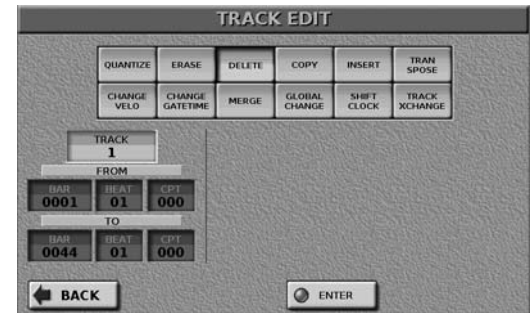 TRACK EDIT
QUANTIZE ERASE DELETE COPY INSERT TRAN SPOSE
CHANGE VELO CHANGE GATETIME MERGE GLOBAL CHANGE SHIFT CLOCK TRACK XCHANGE
TRACK
1
FROM
BAR BEAT CPT
0001 01 000
TO
BAR BEAT CPT
0044 01 000
BACK ENTER